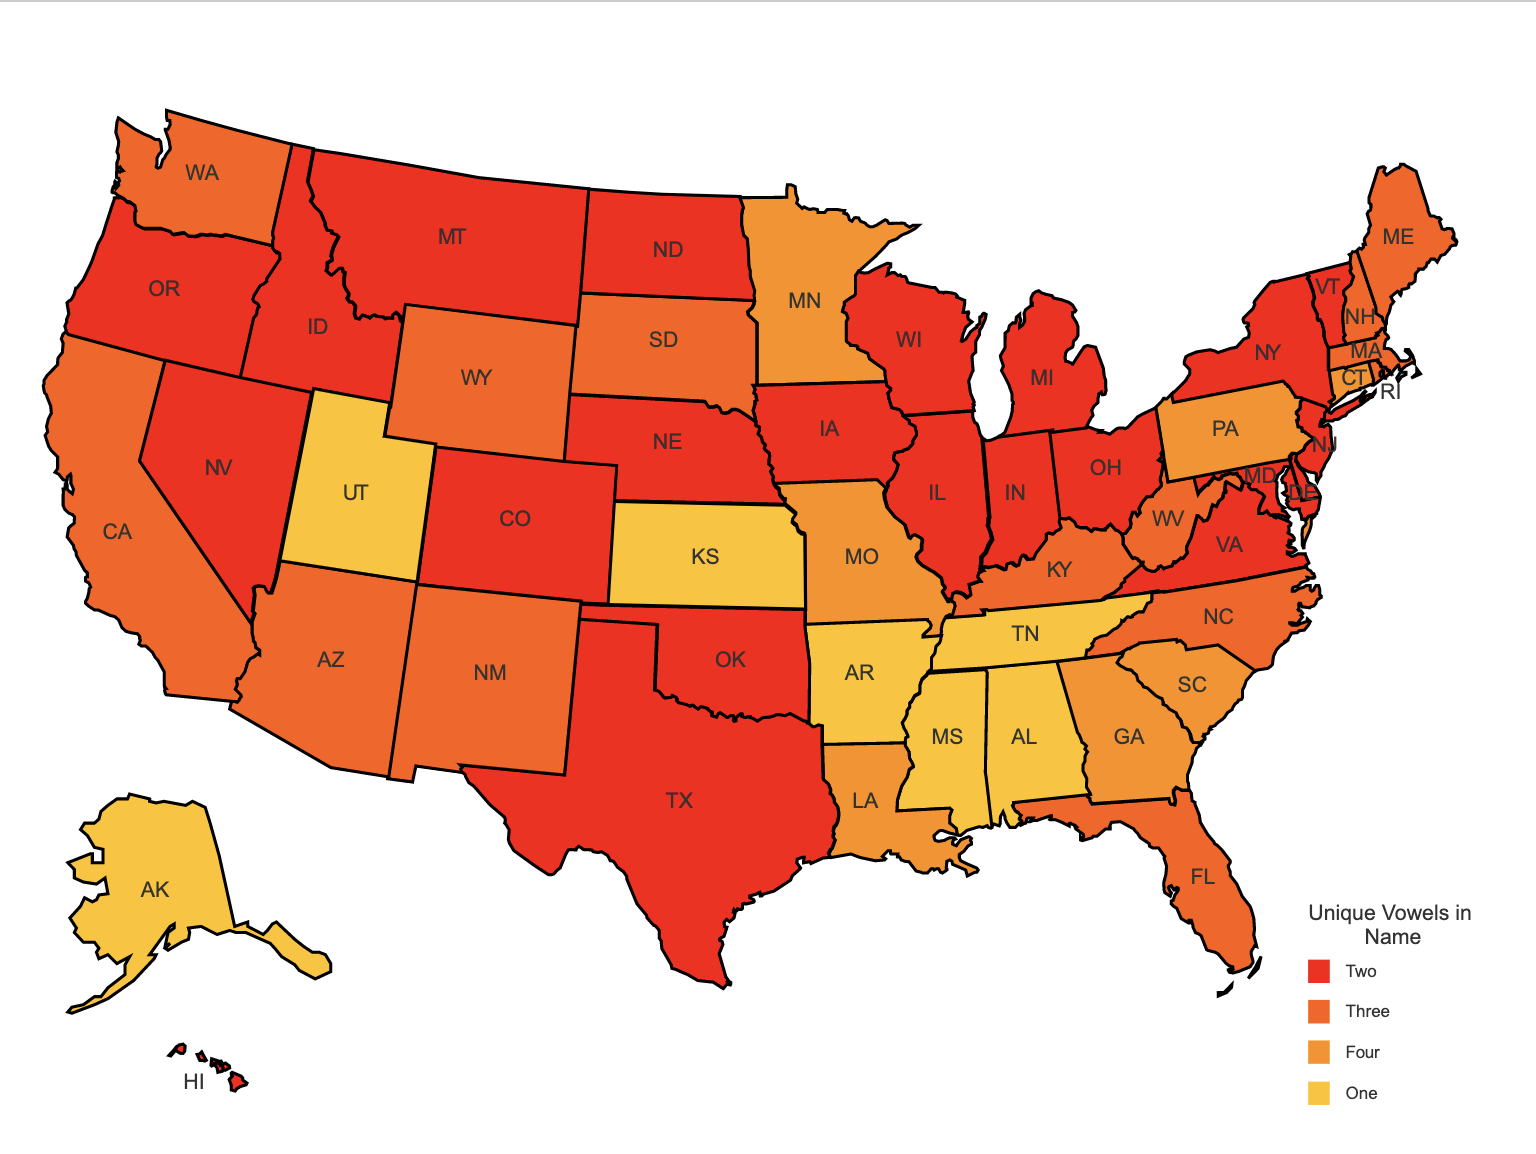 WA
MT
ND
ME
OR
MN
VT
ID
NH
SD
WI
NY
MA
WY
MI
CT
RI
NE
IA
PA
NJ
NV
OH
MD
UT
IL
IN
DE
CO
WV
CA
KS
MO
VA
KY
NC
TN
AZ
OK
NM
AR
SC
MS
AL
GA
TX
LA
FL
AK
HI
Unique Vowels in
Name
Two
Three
Four
One